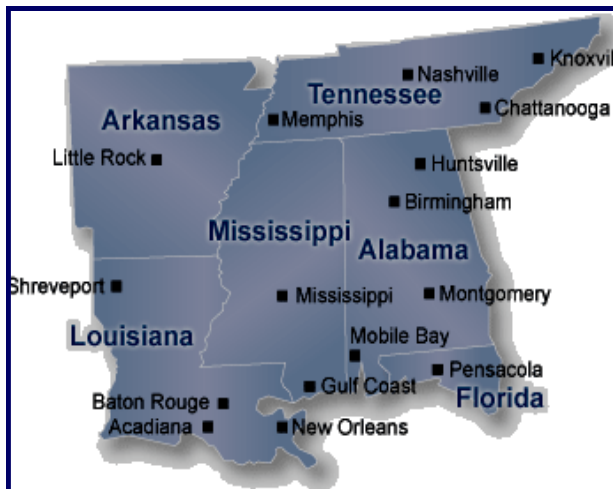 Knoxvil
Nashville
Tennessee
Chattanooga
Arkansas
Memphis
Little Rock
Huntsville
Birmingham
Mississippi
Alabama
Shreveport
Mississippi
Montgomery
Louisiana
Mobile Bay
Pensacola
Gulf Coast
Florida
Baton Rouge
Acadiana
New Orleans